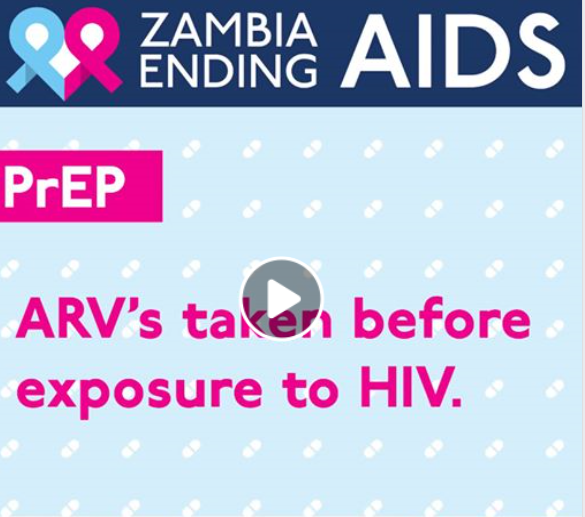 ZAMBIA
ENDING AIDS
PrEP
ARV's taken before
exposure to HIV.